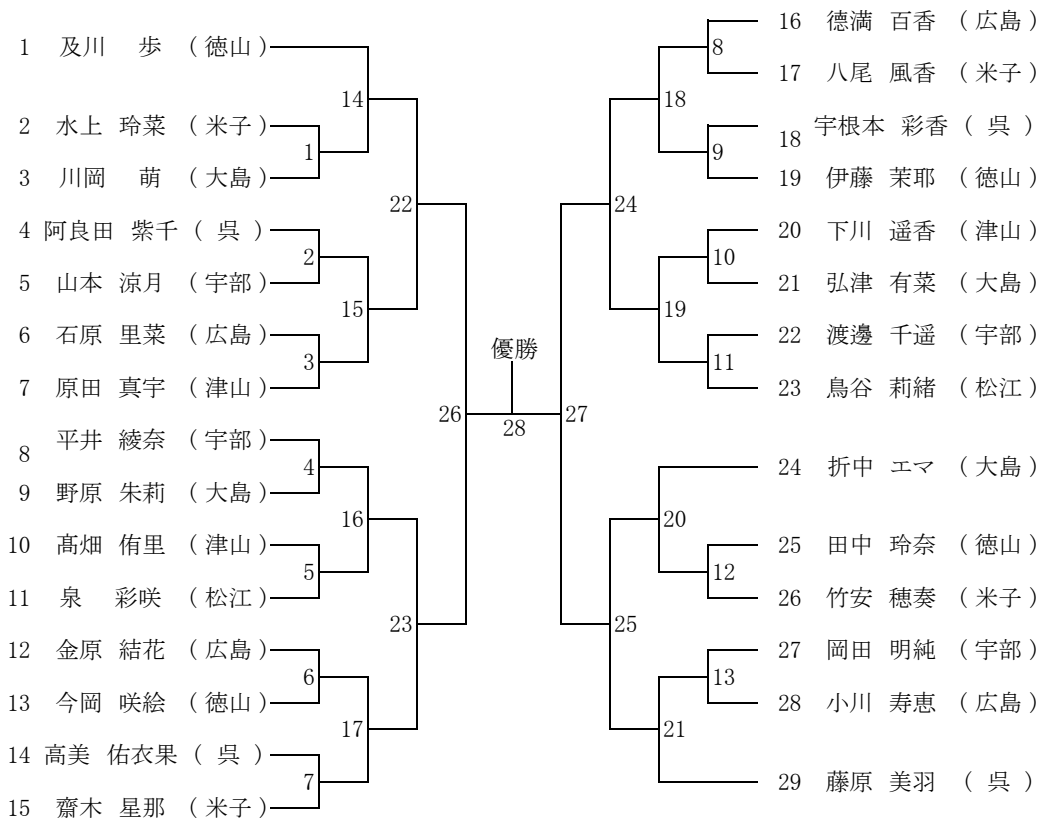 1 及川 歩 （徳山）
2 水上 玲菜 （米子）
3 川岡 萌 （大島）
4 阿良田 紫千 （ 呉 ）
5 山本 涼月 （宇部）
6 石原 里菜 （広島）
7 原田 真宇 （津山）
8 平井 綾奈 （宇部）
9 野原 朱莉 （大島）
10 髙畑 侑里 （津山）
11 泉 彩咲 （松江）
12 金原 結花 （広島）
13 今岡 咲絵 （徳山）
14 高美 佑衣果 （ 呉 ）
15 齋木 星那 （米子）
14
1
2
15
3
4
16
5
6
17
7
22
23
26
優勝
28
27
24
25
18
19
20
21
8
9
10
11
12
13
16 德満 百香 （広島）
17 八尾 風香 （米子）
18 宇根本 彩香 （ 呉 ）
19 伊藤 茉耶 （徳山）
20 下川 遥香 （津山）
21 弘津 有菜 （大島）
22 渡邊 千遥 （宇部）
23 鳥谷 莉緒 （松江）
24 折中 エマ （大島）
25 田中 玲奈 （徳山）
26 竹安 穂奏 （米子）
27 岡田 明純 （宇部）
28 小川 寿恵 （広島）
29 藤原 美羽 （ 呉 ）